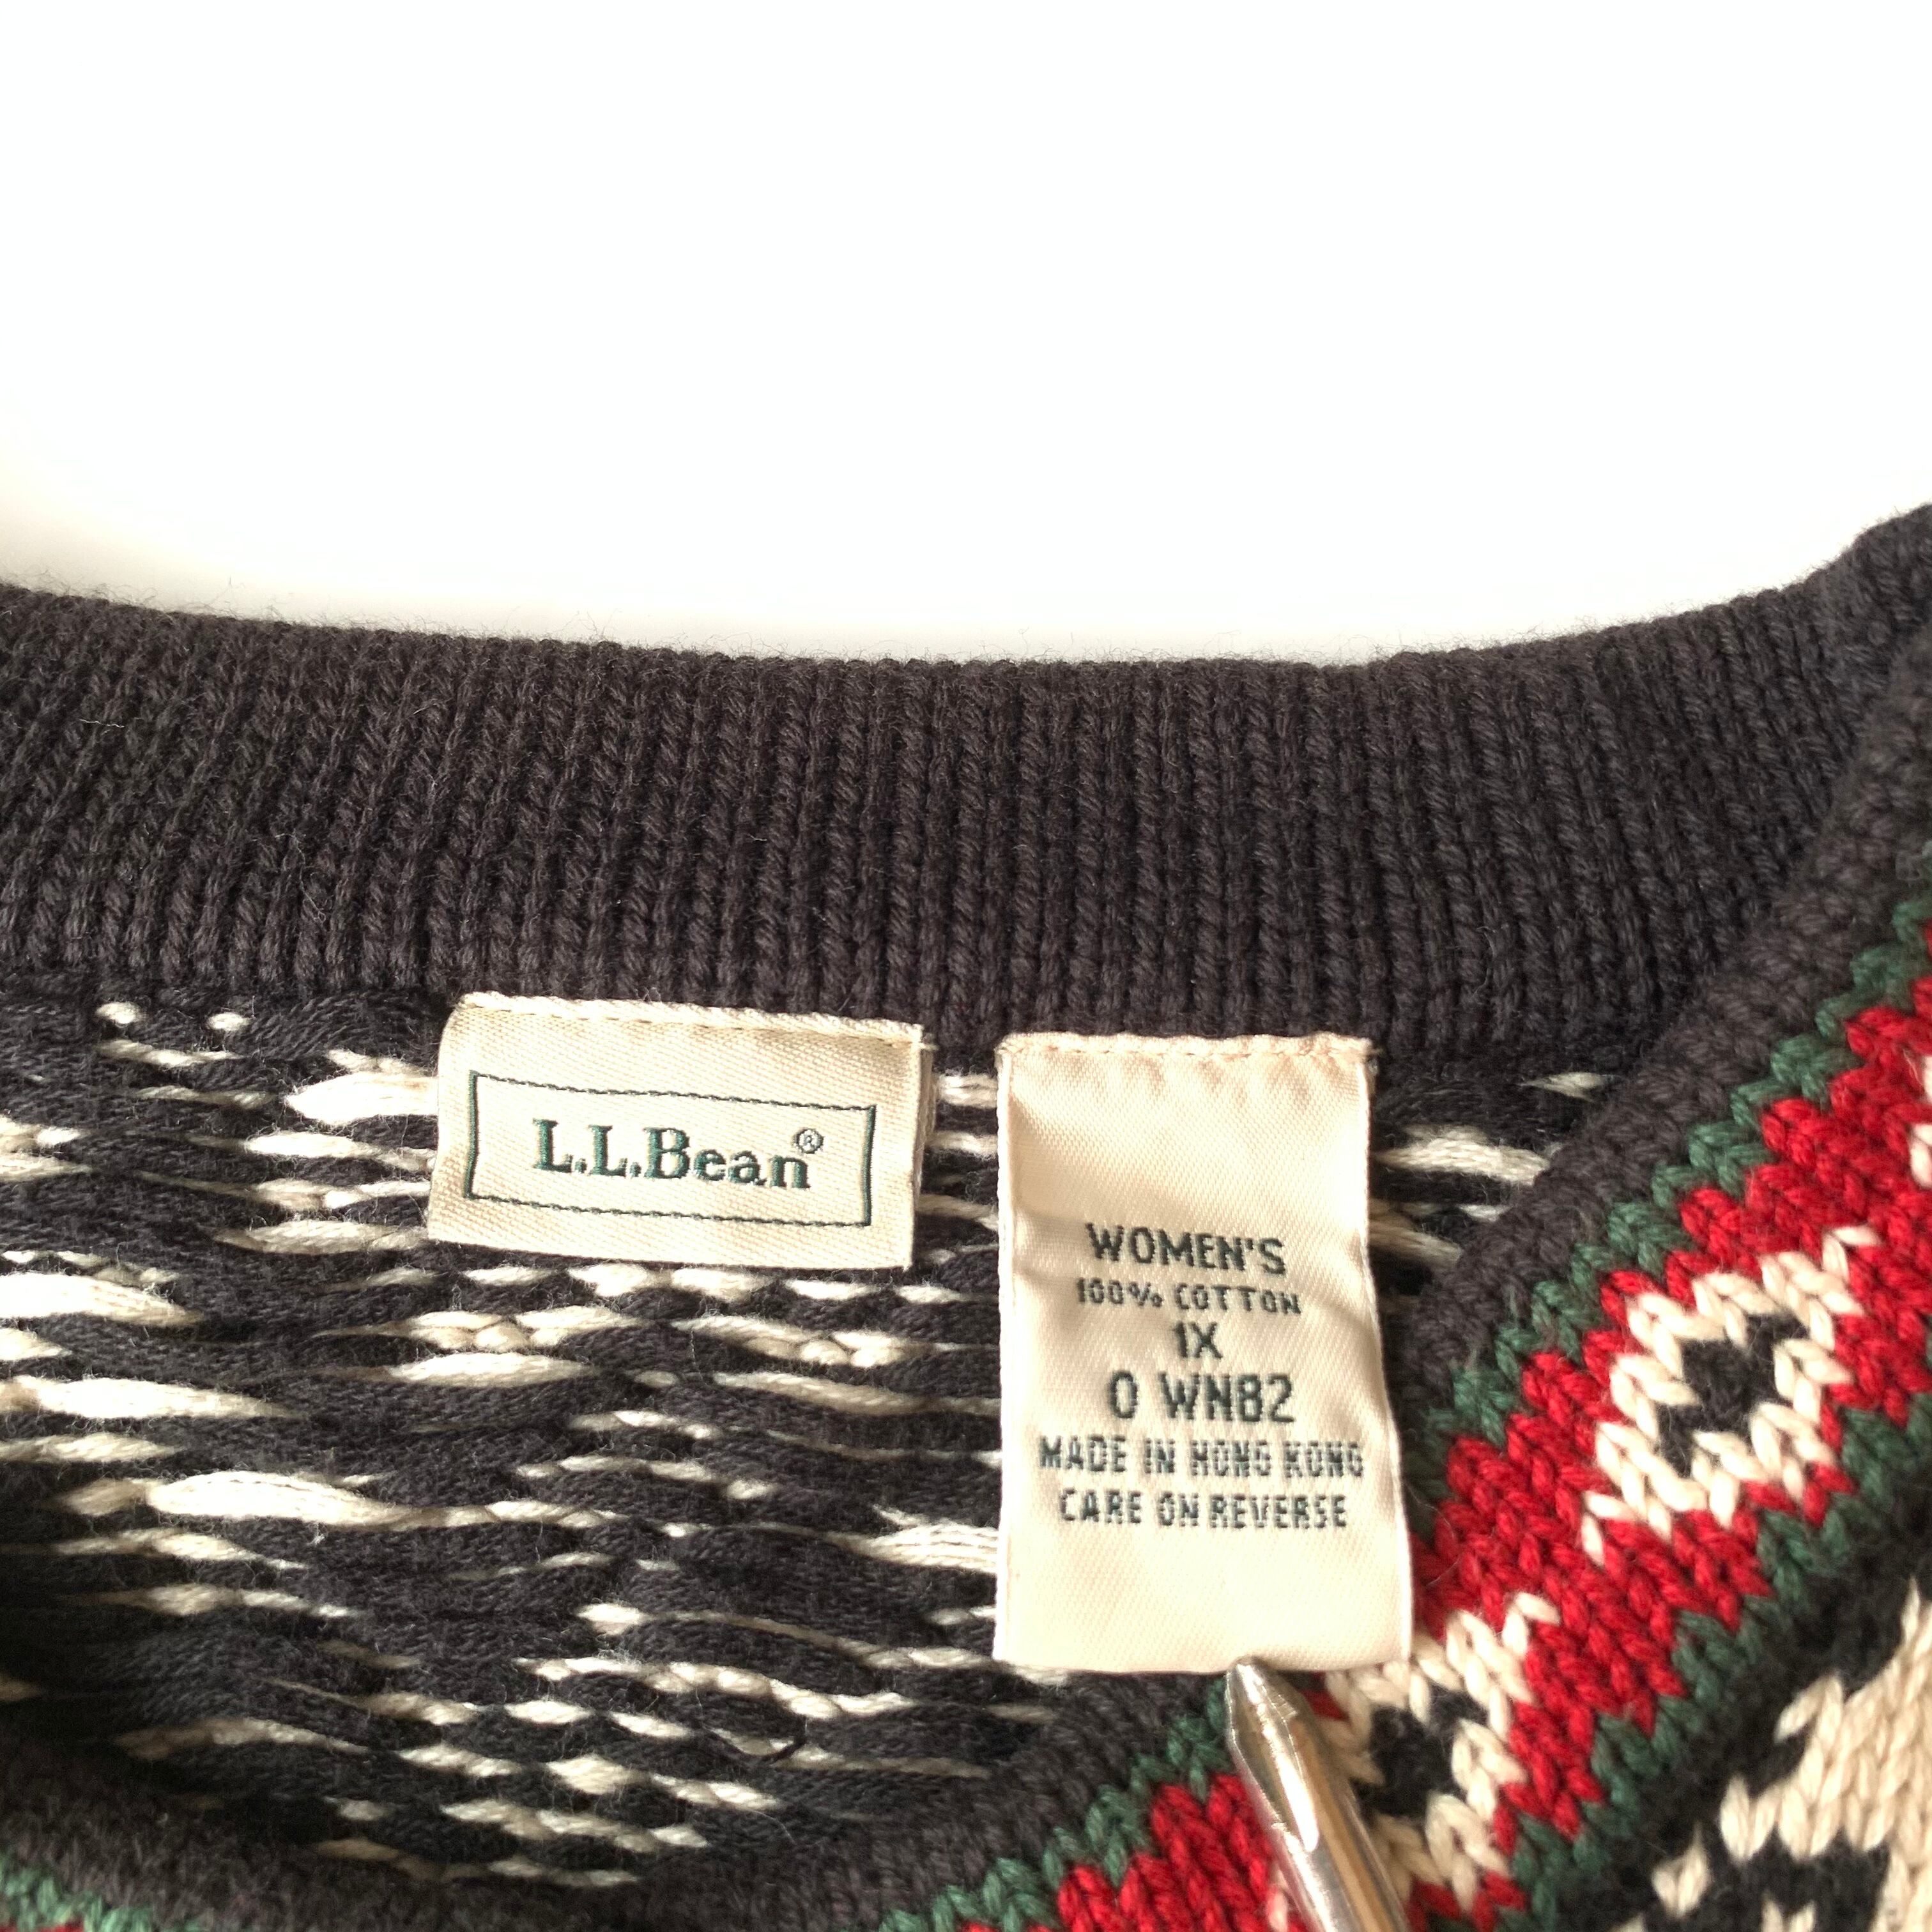 L.L.Bean®
WOMEN'S
100% COTTON
1X
0 WN82
MADE IN HONG KONG
CARE ON REVERSE